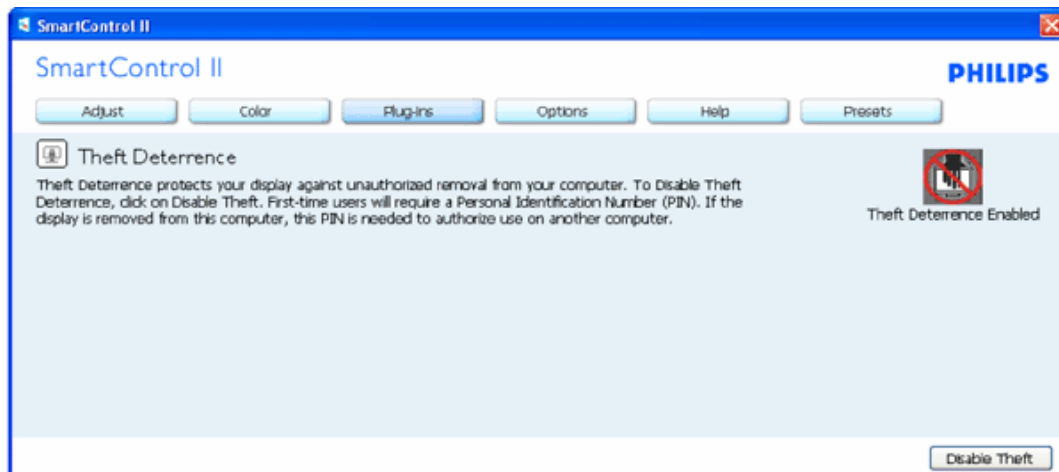 SmartControl II
SmartControl II
PHILIPS
Adjust Color Plug-Ins Options Help Presets
Theft Deterrence
Theft Deterrence protects your display against unauthorized removal from your computer. To Disable Theft
Deterrence, click on Disable Theft. First-time users will require a Personal Identification Number (PIN). If the
display is removed from this computer, this PIN is needed to authorize use on another computer.
Theft Deterrence Enabled
Disable Theft